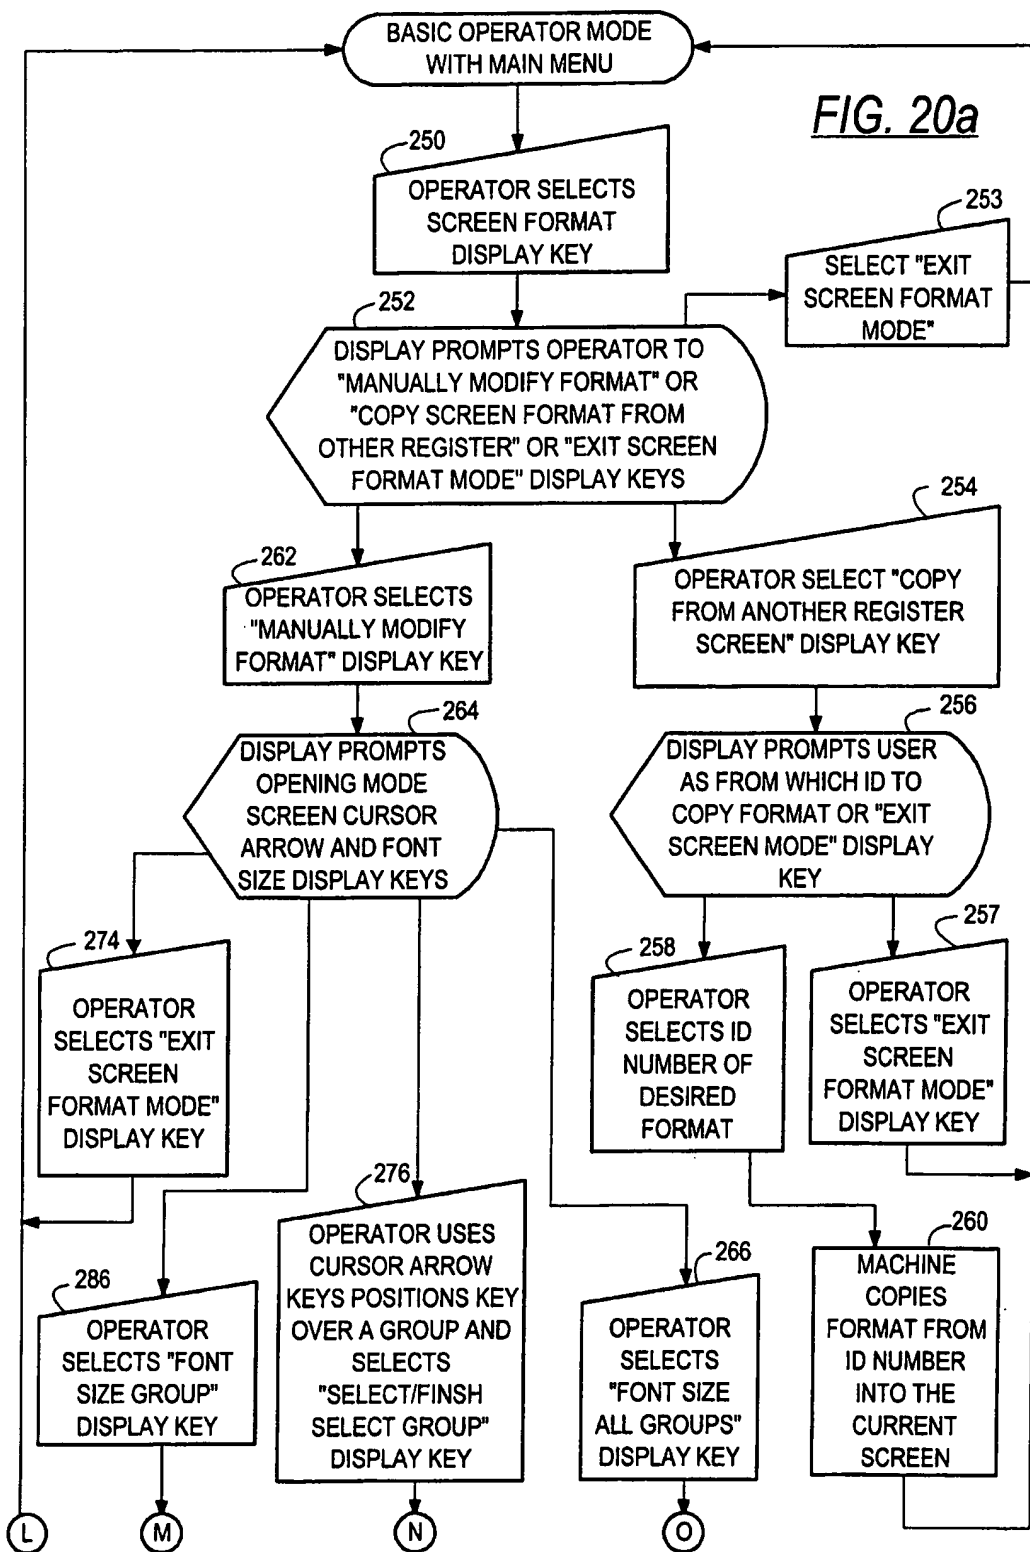 BASIC OPERATOR MODE
WITH MAIN MENU
FIG. 20a
250
OPERATOR SELECTS
SCREEN FORMAT
DISPLAY KEY
253
SELECT "EXIT
SCREEN FORMAT
MODE"
252
DISPLAY PROMPTS OPERATOR TO
"MANUALLY MODIFY FORMAT" OR
"COPY SCREEN FORMAT FROM
OTHER REGISTER" OR "EXIT SCREEN
FORMAT MODE" DISPLAY KEYS
254
OPERATOR SELECT "COPY
FROM ANOTHER REGISTER
SCREEN" DISPLAY KEY
262
OPERATOR SELECTS
"MANUALLY MODIFY
FORMAT" DISPLAY KEY
264
DISPLAY PROMPTS
OPENING MODE
SCREEN CURSOR
ARROW AND FONT
SIZE DISPLAY KEYS
256
DISPLAY PROMPTS USER
AS FROM WHICH ID TO
COPY FORMAT OR "EXIT
SCREEN MODE" DISPLAY
KEY
274
OPERATOR
SELECTS "EXIT
SCREEN
FORMAT MODE"
DISPLAY KEY
258
OPERATOR
SELECTS ID
NUMBER OF
DESIRED
FORMAT
257
OPERATOR
SELECTS "EXIT
SCREEN
FORMAT MODE"
DISPLAY KEY
286
OPERATOR
SELECTS "FONT
SIZE GROUP"
DISPLAY KEY
276
OPERATOR USES
CURSOR ARROW
KEYS POSITIONS KEY
OVER A GROUP AND
SELECTS
"SELECT/FINSH
SELECT GROUP"
DISPLAY KEY
266
OPERATOR
SELECTS
"FONT SIZE
ALL GROUPS"
DISPLAY KEY
260
MACHINE
COPIES
FORMAT FROM
ID NUMBER
INTO THE
CURRENT
SCREEN
L
M
N
O